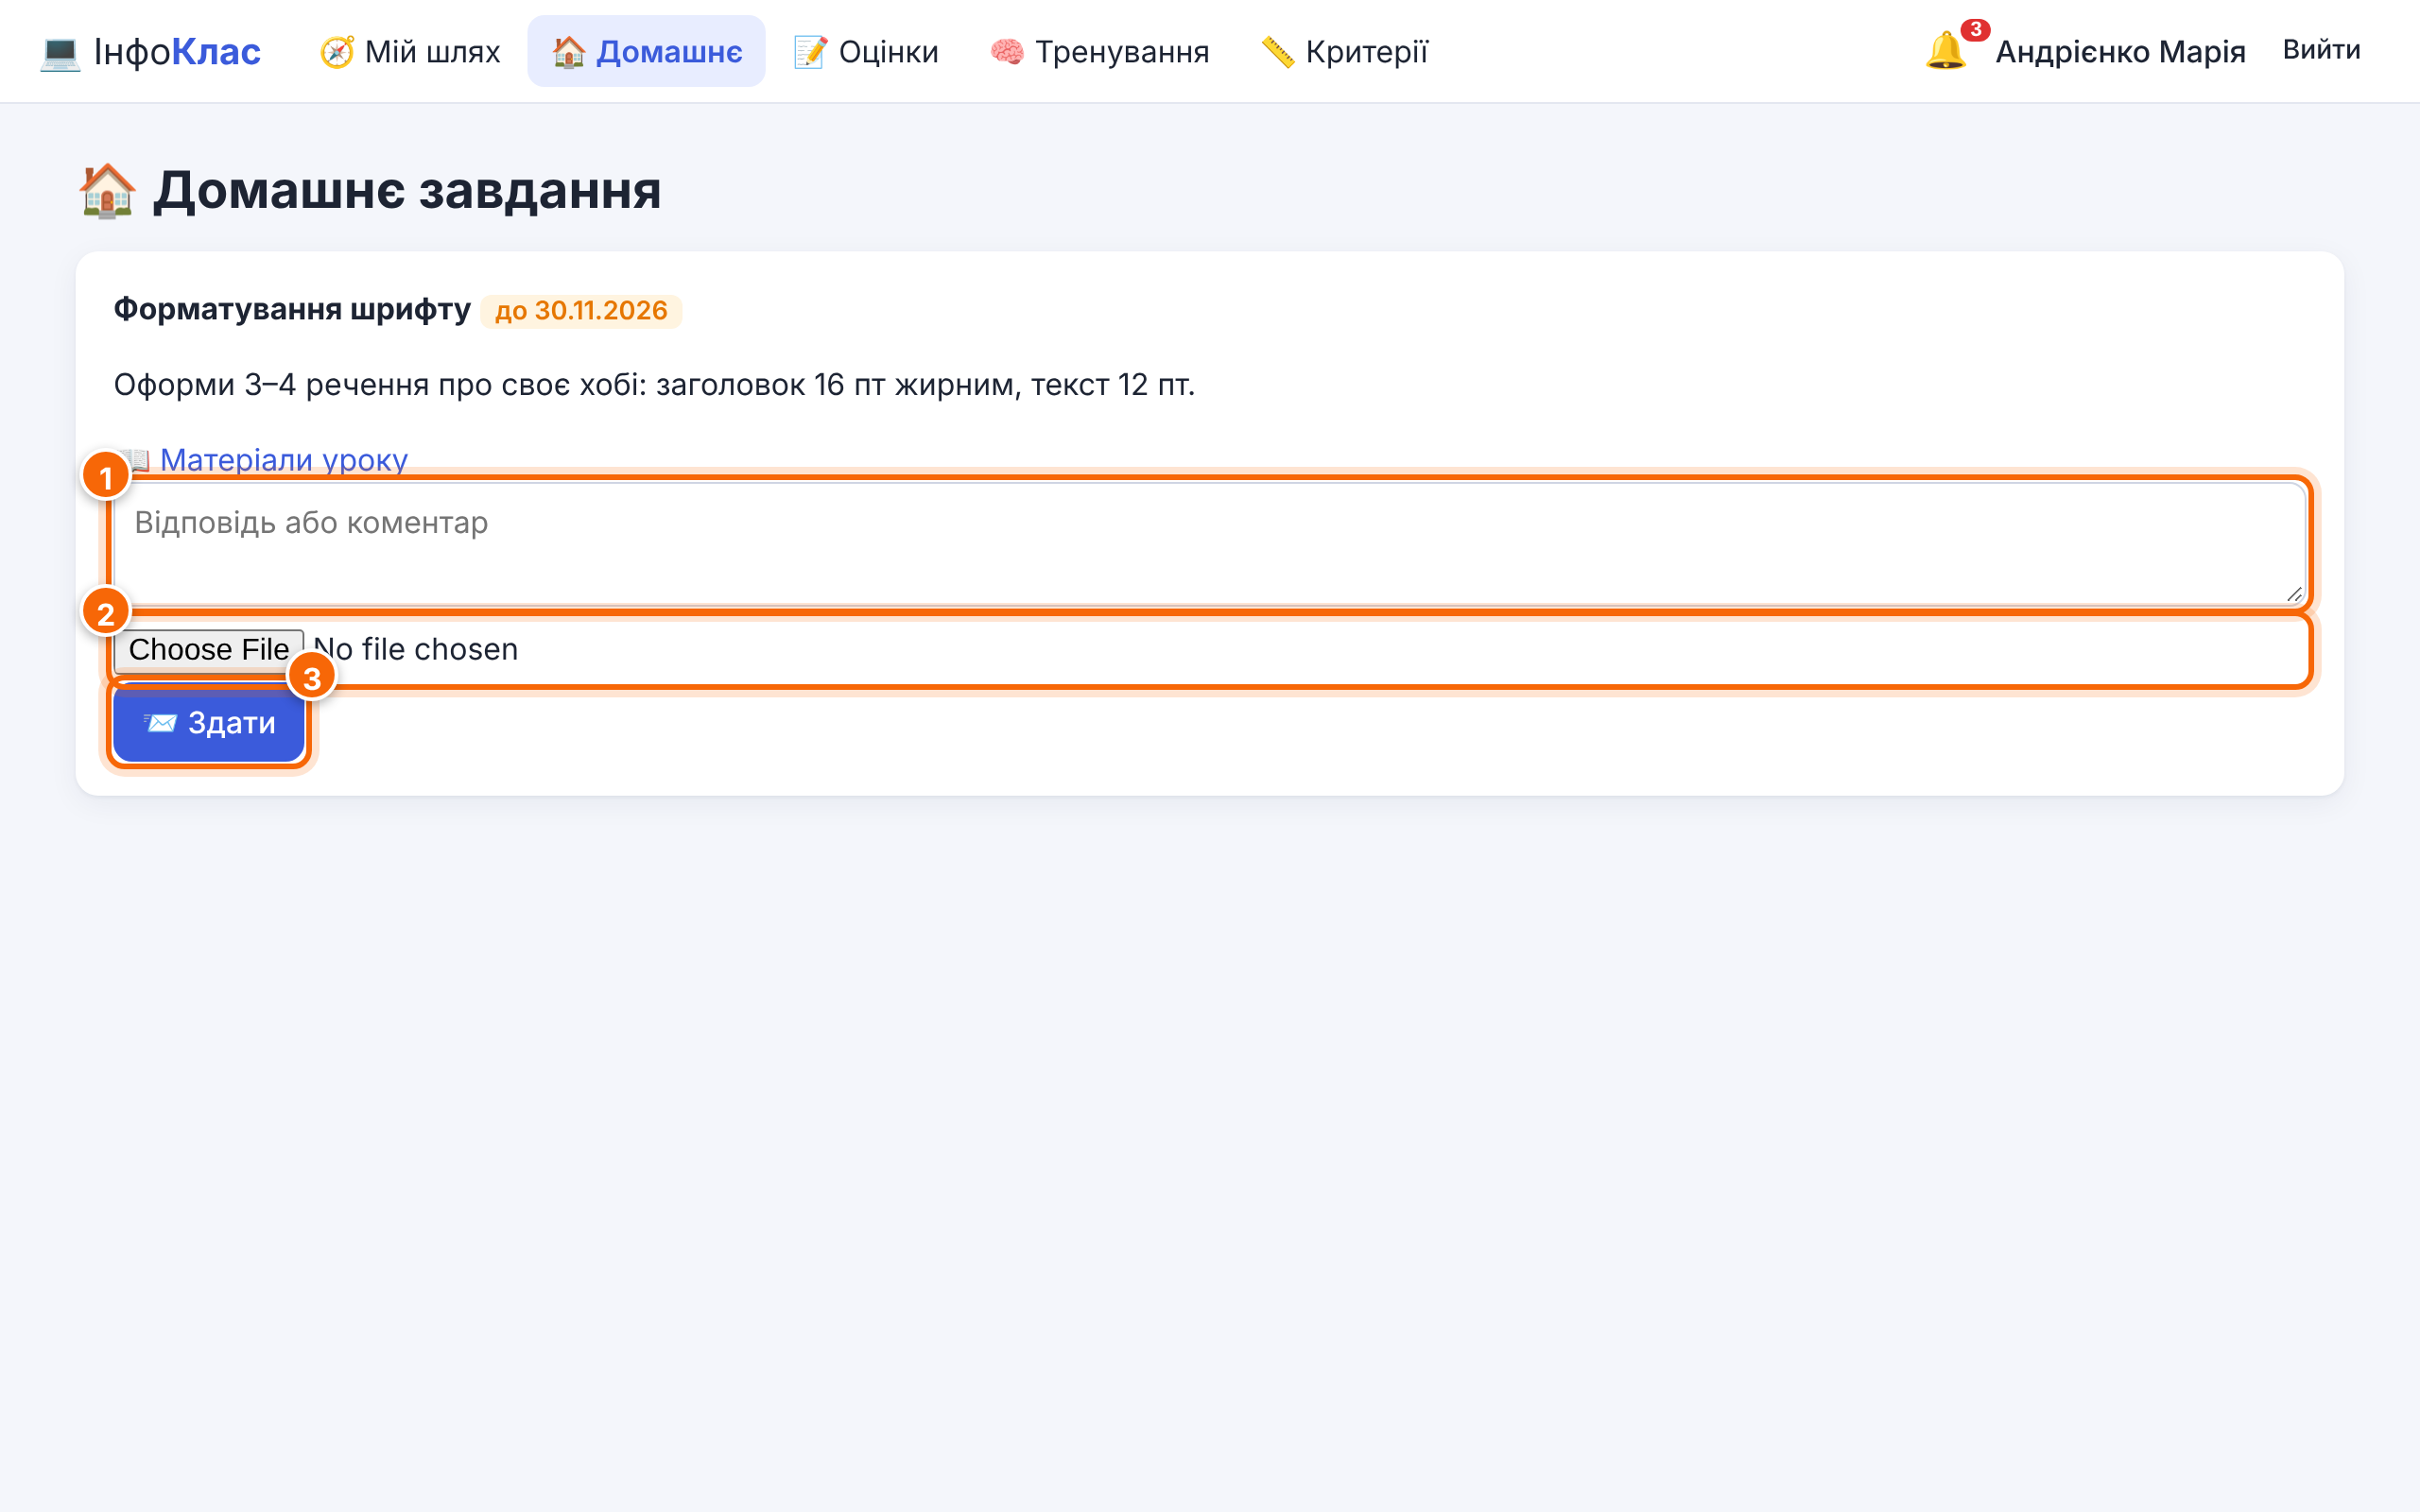 ІнфоКлас Мій шлях Домашнє Оцінки Тренування Критерії 3 Андрієнко Марія Вийти
Домашнє завдання
Форматування шрифту до 30.11.2026
Оформи 3–4 речення про своє хобі: заголовок 16 пт жирним, текст 12 пт.
Матеріали уроку
1
Відповідь або коментар
2
Choose File No file chosen
3
Здати